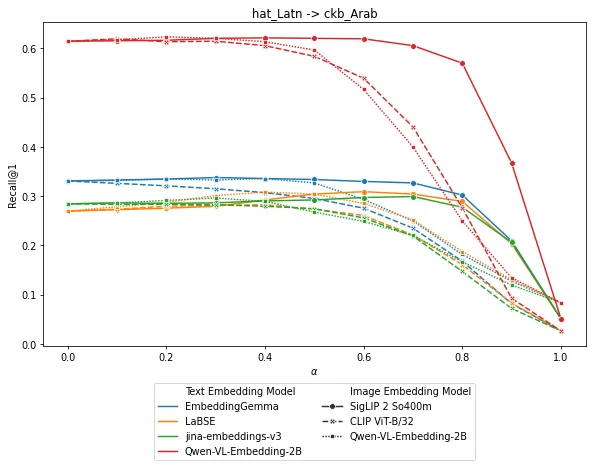 hat_Latn -> ckb_Arab
Recall@1
0.6
0.5
0.4
0.3
0.2
0.1
0.0
0.0 0.2 0.4 0.6 0.8 1.0
α
Text Embedding Model Image Embedding Model
EmbeddingGemma SigLIP 2 So400m
LaBSE CLIP ViT-B/32
jina-embeddings-v3 Qwen-VL-Embedding-2B
Qwen-VL-Embedding-2B